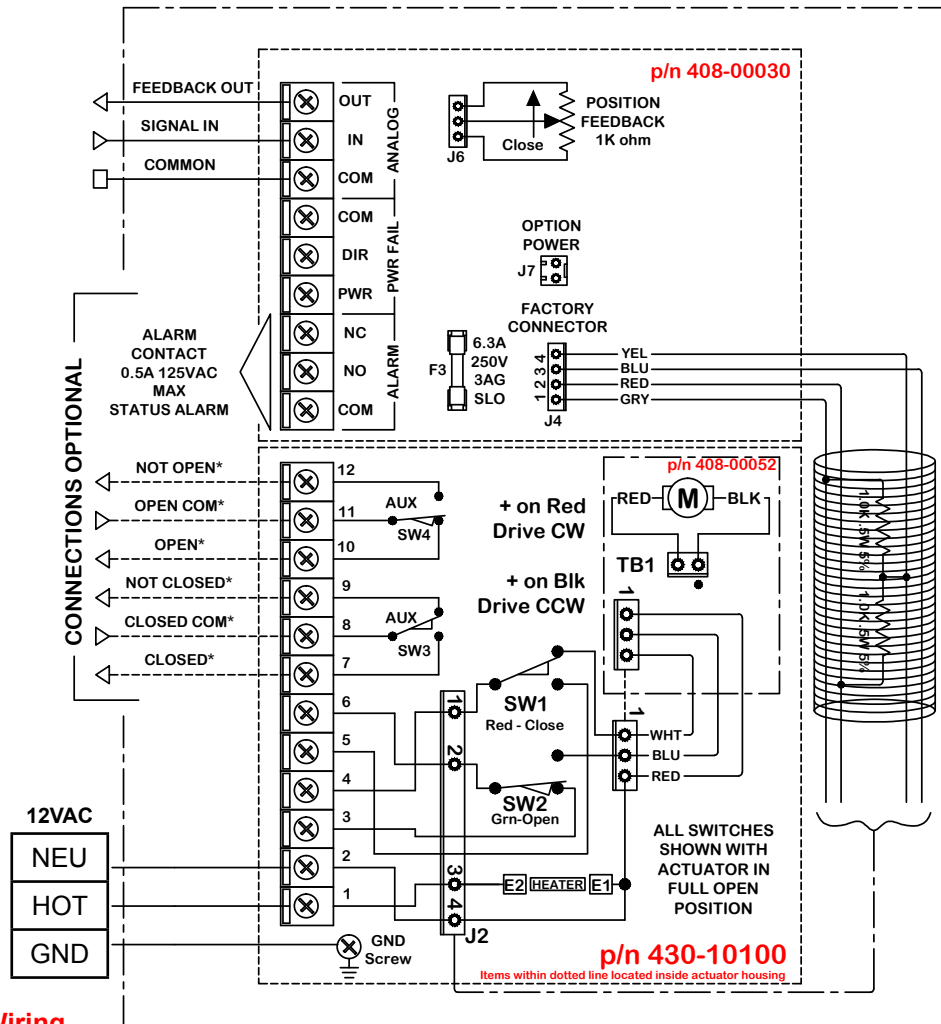 p/n 408-00030
FEEDBACK OUT
SIGNAL IN
COMMON
OUT
IN
COM
ANALOG
COM
DIR
PWR
PWR FAIL
NC
NO
COM
ALARM
J6
Close
POSITION
FEEDBACK
1K ohm
OPTION
POWER
J7
FACTORY
CONNECTOR
F3
6.3A
250V
3AG
SLO
1 2 3 4
J4
YEL
BLU
RED
GRY
CONNECTIONS OPTIONAL
ALARM
CONTACT
0.5A 125VAC
MAX
STATUS ALARM
NOT OPEN*
OPEN COM*
OPEN*
NOT CLOSED*
CLOSED COM*
CLOSED*
12
11
10
9
8
7
6
5
4
3
2
1
AUX
SW4
AUX
SW3
+ on Red
Drive CW
+ on Blk
Drive CCW
p/n 408-00052
RED
M
BLK
TB1
1
1.0K .5W 5%
1.0K .5W 5%
1
2
3
4
J2
SW1
Red - Close
SW2
Grn-Open
1
WHT
BLU
RED
E2
HEATER
E1
ALL SWITCHES
SHOWN WITH
ACTUATOR IN
FULL OPEN
POSITION
12VAC
NEU
HOT
GND
GND
Screw
p/n 430-10100
Items within dotted line located inside actuator housing